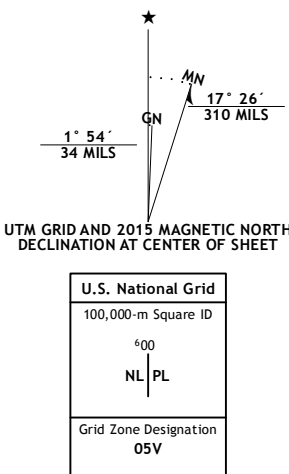 ★
MN
GN
17° 26´
310 MILS
1° 54´
34 MILS
UTM GRID AND 2015 MAGNETIC NORTH
DECLINATION AT CENTER OF SHEET
U.S. National Grid
100,000-m Square ID
⁶00
NL PL
Grid Zone Designation
05V